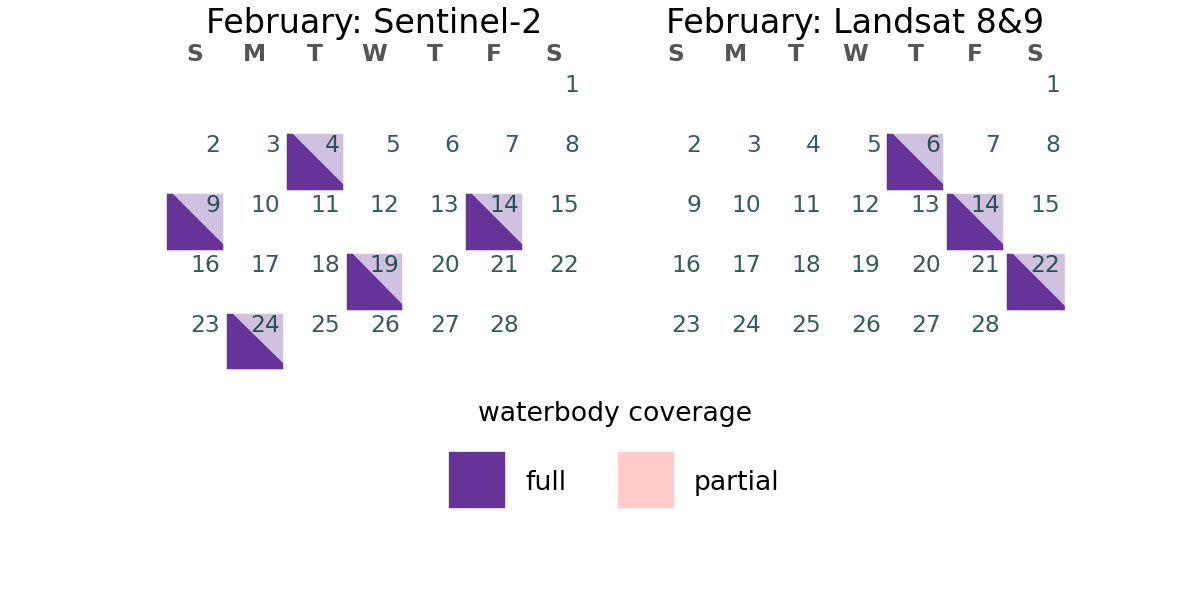 February: Sentinel-2
S M T W T F S
1
2 3 4 5 6 7 8
9 10 11 12 13 14 15
16 17 18 19 20 21 22
23 24 25 26 27 28
February: Landsat 8&9
S M T W T F S
1
2 3 4 5 6 7 8
9 10 11 12 13 14 15
16 17 18 19 20 21 22
23 24 25 26 27 28
waterbody coverage
full partial